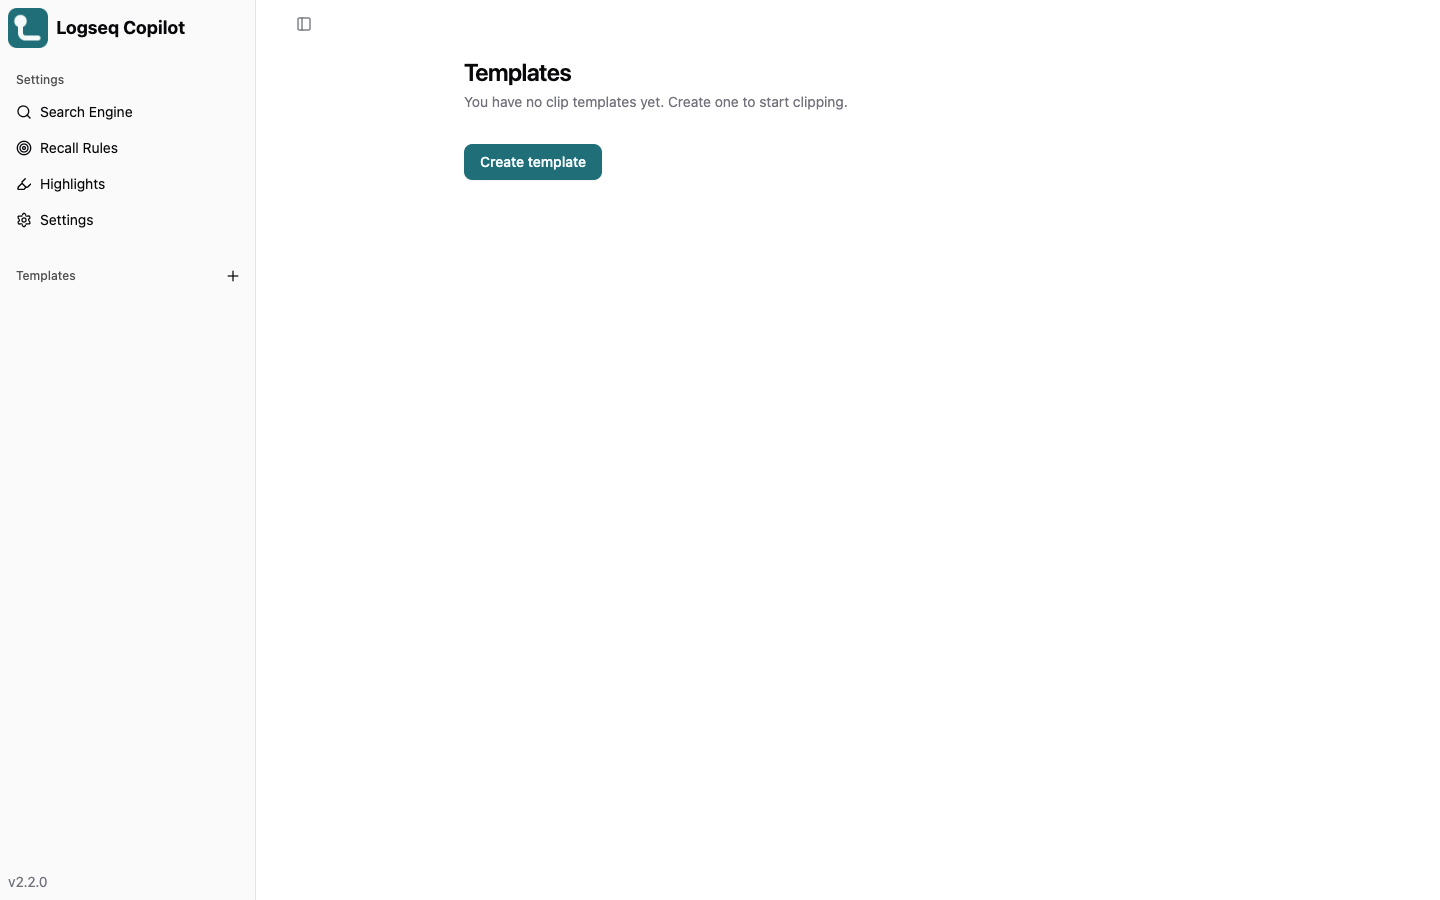 Logseq Copilot
Settings
Search Engine
Recall Rules
Highlights
Settings
Templates
v2.2.0
Templates
You have no clip templates yet. Create one to start clipping.
Create template